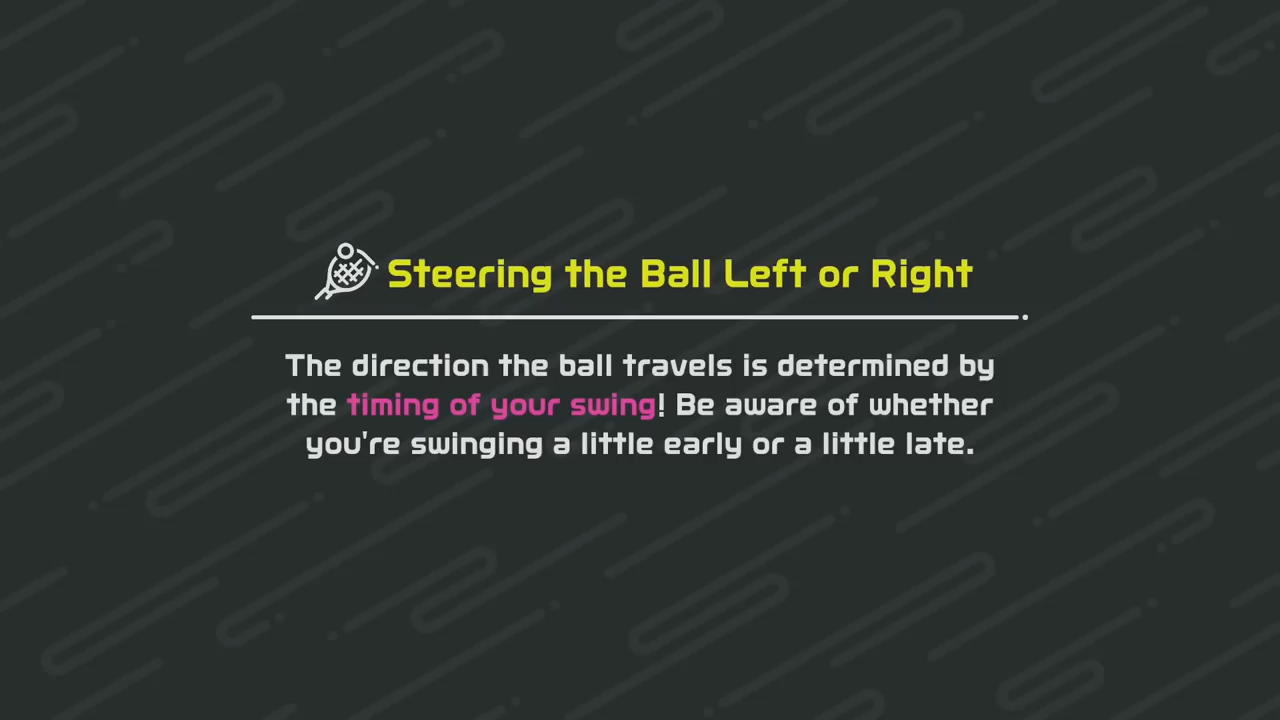 Steering the Ball Left or Right
The direction the ball travels is determined by
the timing of your swing! Be aware of whether
you're swinging a little early or a little late.